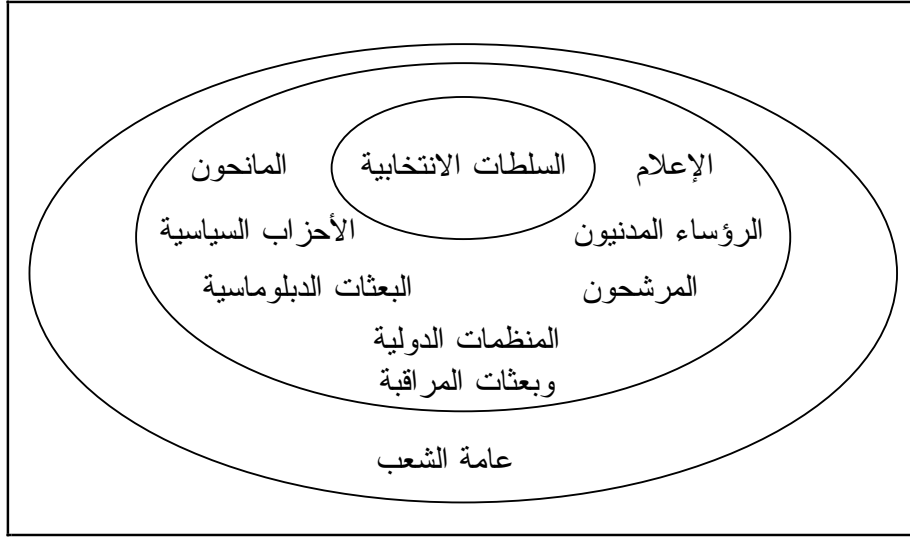 الإعلام السلطات الانتخابية المانحون
الرؤساء المدنيون الأحزاب السياسية
المرشحون البعثات الدبلوماسية
المنظمات الدولية
وبعثات المراقبة
عامة الشعب